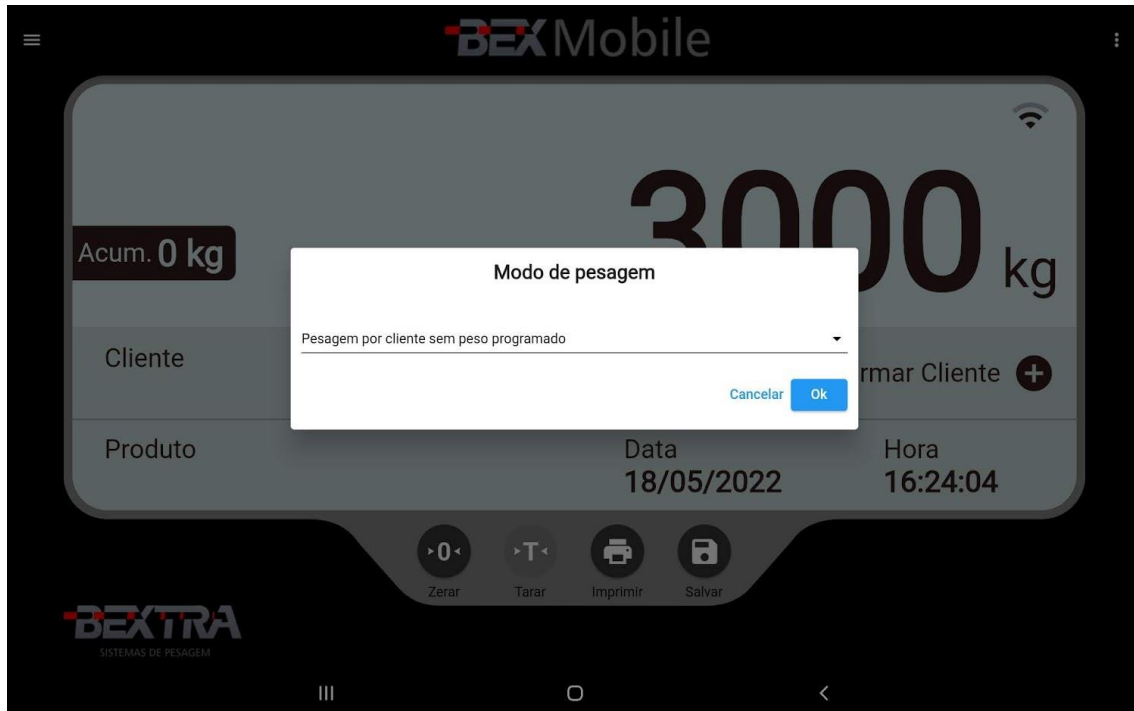 BEX Mobile
3000 kg
Acum. 0 kg
Modo de pesagem
Pesagem por cliente sem peso programado
Cancelar Ok
Cliente
rmar Cliente +
Produto
Data
18/05/2022
Hora
16:24:04
0 T
Zerar Tarar Imprimir Salvar
BEXTRA
SISTEMAS DE PESAGEM